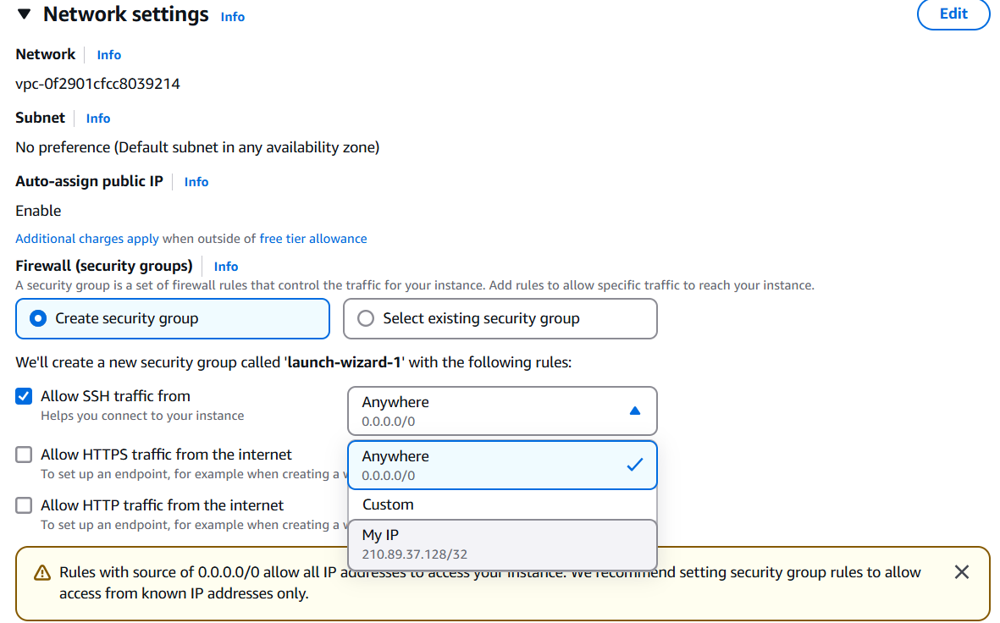 Network settings Info
Edit
Network Info
vpc-0f2901cfcc8039214
Subnet Info
No preference (Default subnet in any availability zone)
Auto-assign public IP Info
Enable
Additional charges apply when outside of free tier allowance
Firewall (security groups) Info
A security group is a set of firewall rules that control the traffic for your instance. Add rules to allow specific traffic to reach your instance.
Create security group
Select existing security group
We'll create a new security group called 'launch-wizard-1' with the following rules:
Allow SSH traffic from
Helps you connect to your instance
Anywhere
0.0.0.0/0
Allow HTTPS traffic from the internet
To set up an endpoint, for example when creating a
Allow HTTP traffic from the internet
To set up an endpoint, for example when creating a
Anywhere
0.0.0.0/0
Custom
My IP
210.89.37.128/32
Rules with source of 0.0.0.0/0 allow all IP addresses to access your instance. We recommend setting security group rules to allow
access from known IP addresses only.